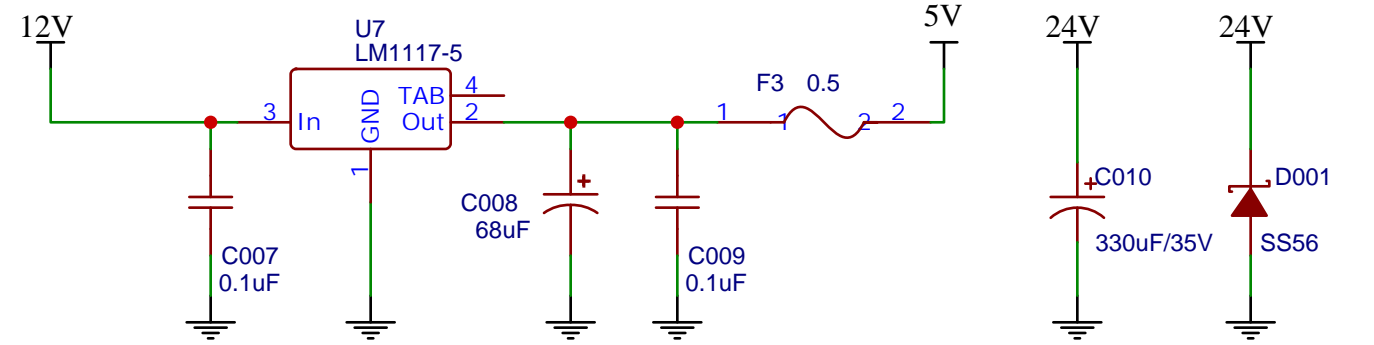 12V
U7
LM1117-5
3
In
GND
TAB
4
Out
2
1
C007
0.1uF
C008
68uF
+
C009
0.1uF
F3 0.5
1
1
2
2
5V
24V
+
C010
330uF/35V
24V
D001
SS56